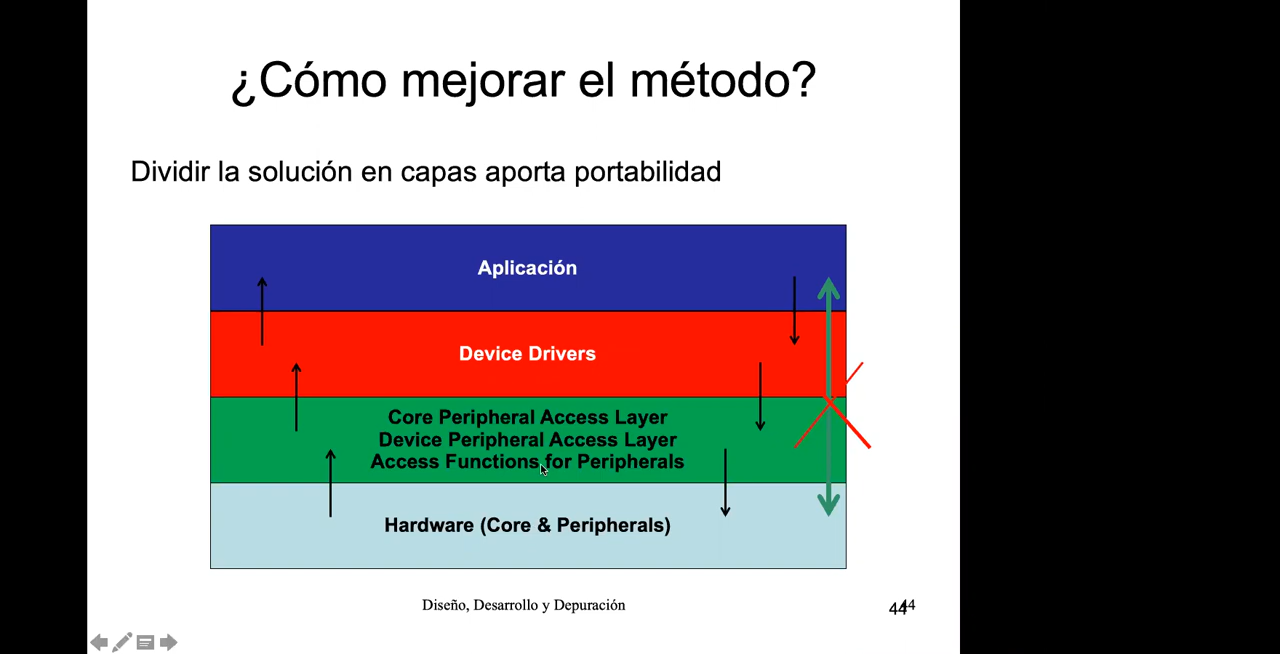 ¿Cómo mejorar el método?
Dividir la solución en capas aporta portabilidad
Aplicación
Device Drivers
Core Peripheral Access Layer
Device Peripheral Access Layer
Access Functions for Peripherals
Hardware (Core & Peripherals)
Diseño, Desarrollo y Depuración
44
44